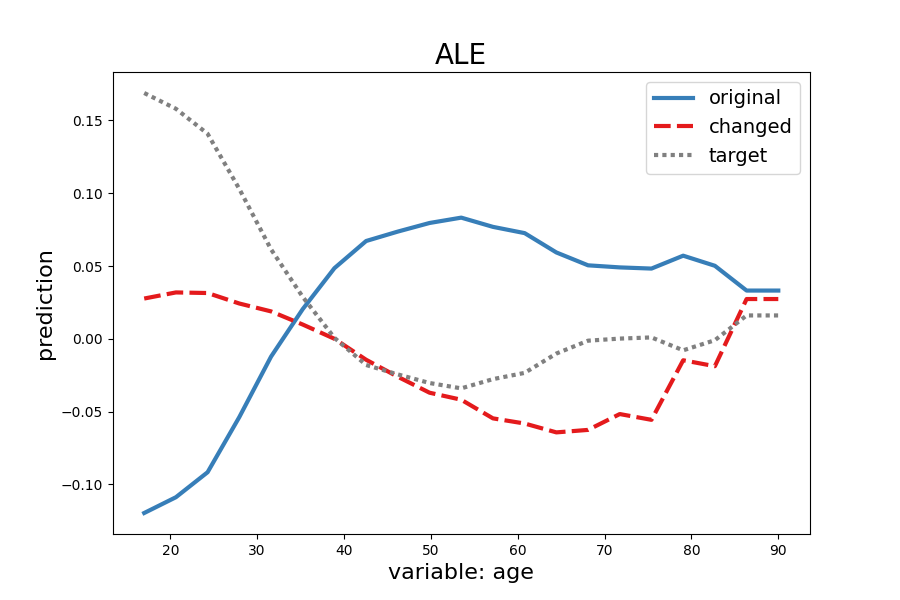 ALE
original
changed
target
prediction
0.15
0.10
0.05
0.00
−0.05
−0.10
20 30 40 50 60 70 80 90
variable: age